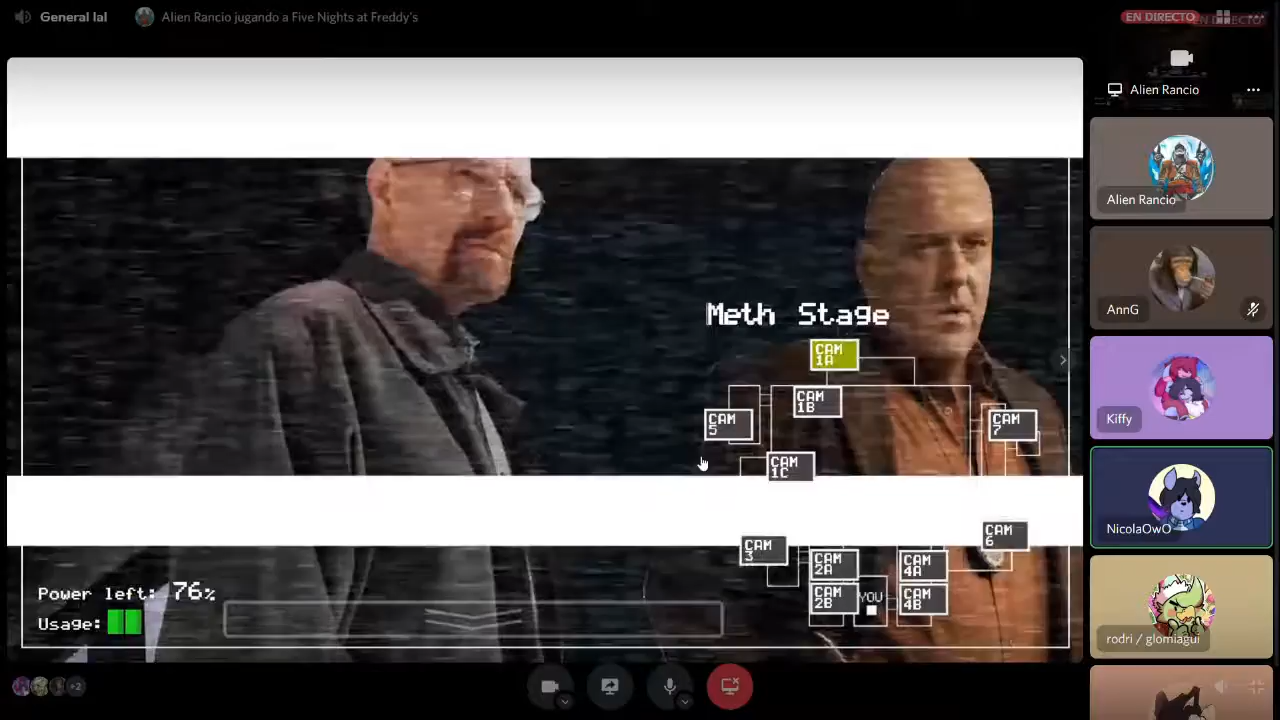 General lal
Alien Rancio jugando a Five Nights at Freddy's
EN DIRECTO
EN DIRECTO
Alien Rancio
Alien Rancio
AnnG
Kiffy
NicolaOwO
rodri / glomiagui
Meth Stage
CAM 1A
CAM 1B
CAM 5
CAM 7
CAM 1C
CAM 6
CAM 3
CAM 2A
CAM 4A
CAM 2B
YOU
CAM 4B
Power left: 76%
Usage:
+2